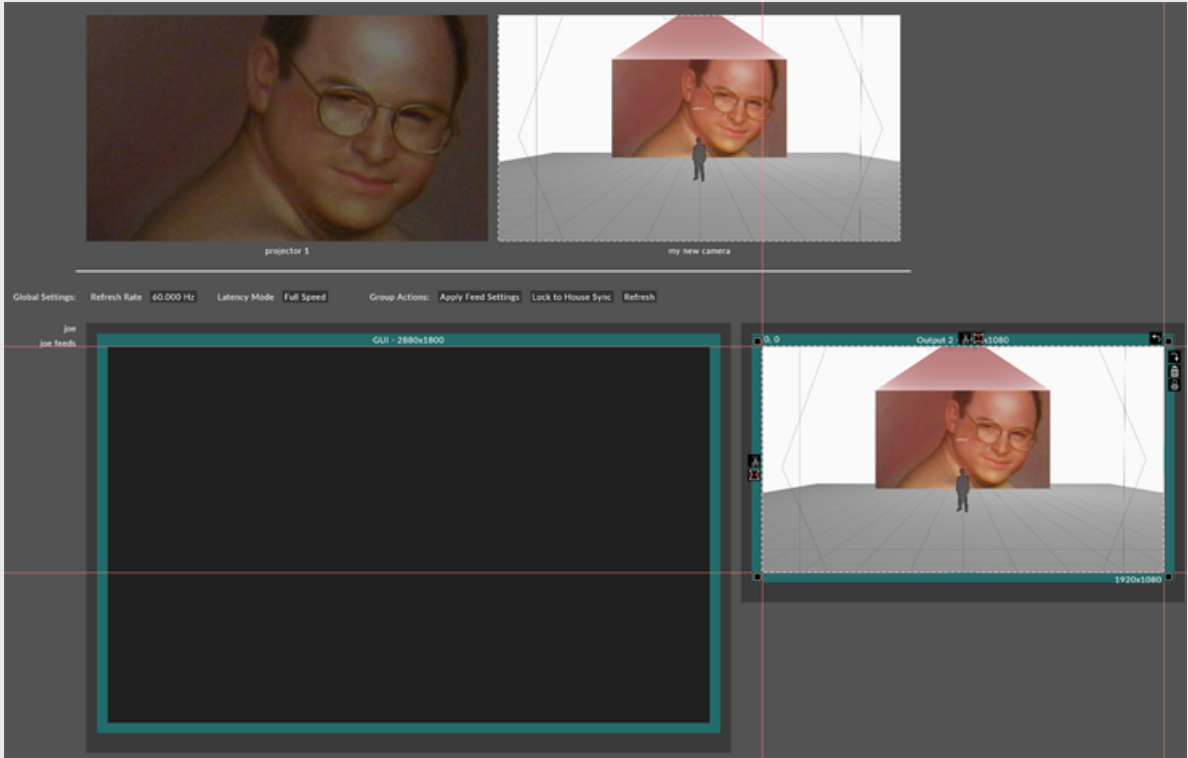 projector 1
my new camera
Global Settings: Refresh Rate 60.000 Hz Latency Mode Full Speed Group Actions: Apply Feed Settings Lock to House Sync Refresh
joe
joe feeds
GUI - 2880x1800
0, 0
Output 2 x1080
1920x1080